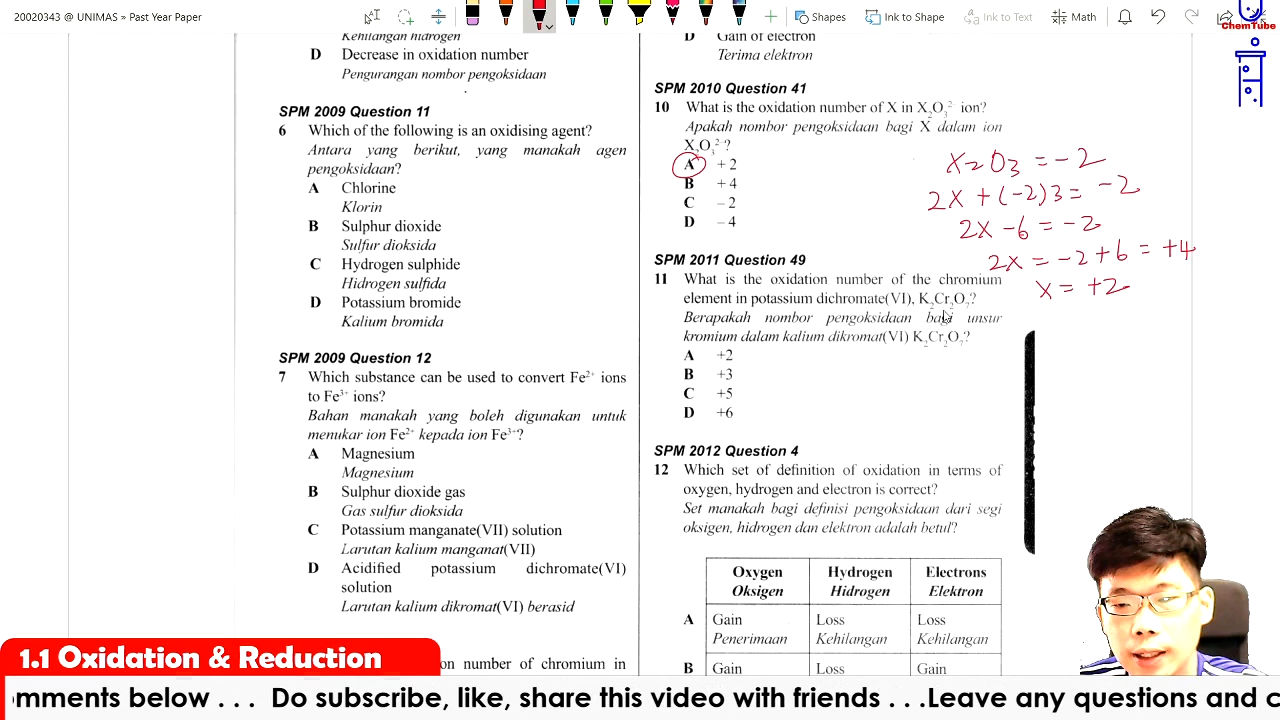 20020343 @ UNIMAS » Past Year Paper
Shapes
Ink to Shape
Ink to Text
Math
ChemTube
Kehilangan hidrogen
D Decrease in oxidation number
Pengurangan nombor pengoksidaan
SPM 2009 Question 11
6 Which of the following is an oxidising agent?
Antara yang berikut, yang manakah agen
pengoksidaan?
A Chlorine
Klorin
B Sulphur dioxide
Sulfur dioksida
C Hydrogen sulphide
Hidrogen sulfida
D Potassium bromide
Kalium bromida
SPM 2009 Question 12
7 Which substance can be used to convert Fe²⁺ ions
to Fe³⁺ ions?
Bahan manakah yang boleh digunakan untuk
menukar ion Fe²⁺ kepada ion Fe³⁺?
A Magnesium
Magnesium
B Sulphur dioxide gas
Gas sulfur dioksida
C Potassium manganate(VII) solution
Larutan kalium manganat(VII)
D Acidified potassium dichromate(VI)
solution
Larutan kalium dikromat(VI) berasid
on number of chromium in
D Gain of electron
Terima elektron
SPM 2010 Question 41
10 What is the oxidation number of X in X₂O₃²⁻ ion?
Apakah nombor pengoksidaan bagi X dalam ion
X₂O₃²⁻?
A + 2
B + 4
C – 2
D – 4
X2O3 = -2
2X + (-2)3 = -2
2X - 6 = -2
2X = -2 + 6 = +4
X = +2
SPM 2011 Question 49
11 What is the oxidation number of the chromium
element in potassium dichromate(VI), K₂Cr₂O₇?
Berapakah nombor pengoksidaan bagi unsur
kromium dalam kalium dikromat(VI) K₂Cr₂O₇?
A +2
B +3
C +5
D +6
SPM 2012 Question 4
12 Which set of definition of oxidation in terms of
oxygen, hydrogen and electron is correct?
Set manakah bagi definisi pengoksidaan dari segi
oksigen, hidrogen dan elektron adalah betul?
Oxygen Hydrogen Electrons
Oksigen Hidrogen Elektron
A Gain Loss Loss
Penerimaan Kehilangan Kehilangan
B Gain Loss Gain
1.1 Oxidation & Reduction
omments below . . . Do subscribe, like, share this video with friends . . .Leave any questions and c